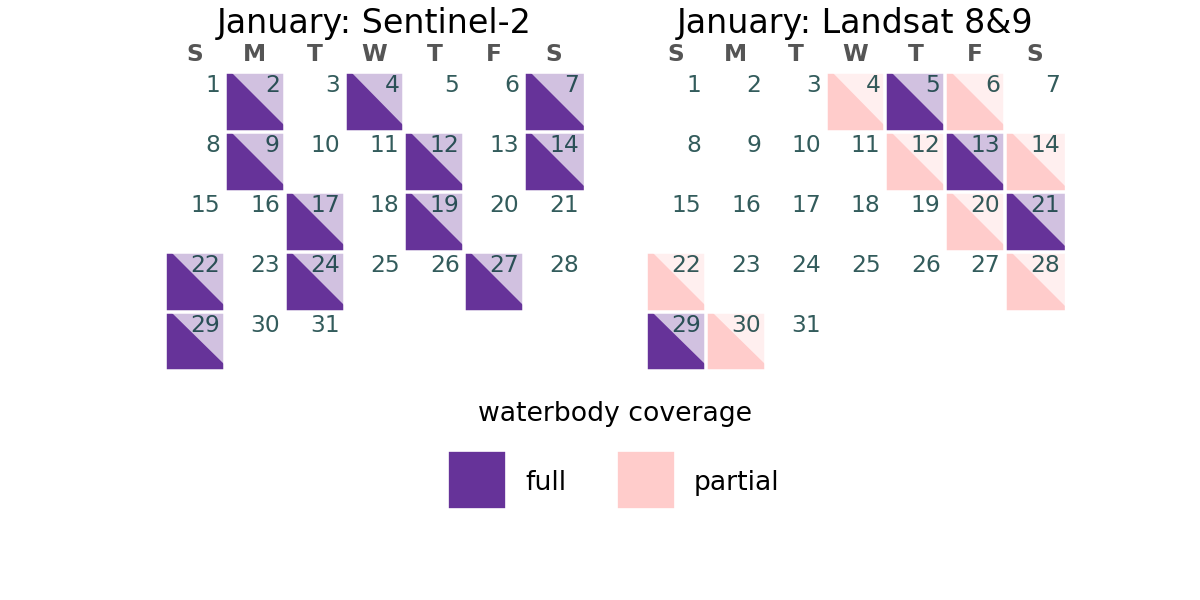 January: Sentinel-2
S M T W T F S
1 2 3 4 5 6 7
8 9 10 11 12 13 14
15 16 17 18 19 20 21
22 23 24 25 26 27 28
29 30 31
January: Landsat 8&9
S M T W T F S
1 2 3 4 5 6 7
8 9 10 11 12 13 14
15 16 17 18 19 20 21
22 23 24 25 26 27 28
29 30 31
waterbody coverage
full
partial